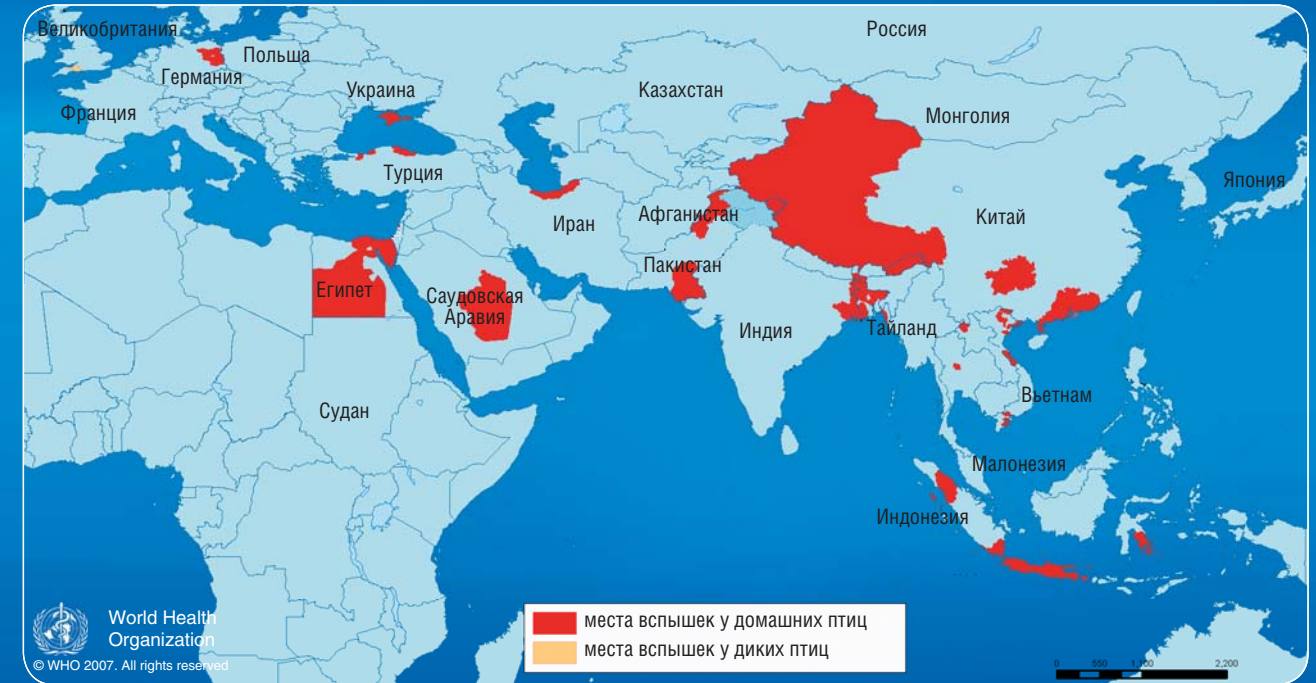 Великобритания
Россия
Польша
Германия
Украина
Казахстан
Франция
Монголия
Турция
Япония
Иран
Афганистан
Китай
Пакистан
Египет
Саудовская
Аравия
Индия
Тайланд
Судан
Вьетнам
Малонезия
Индонезия
World Health
Organization
© WHO 2007. All rights reserved
места вспышек у домашних птиц
места вспышек у диких птиц
0 550 1,100 2,200